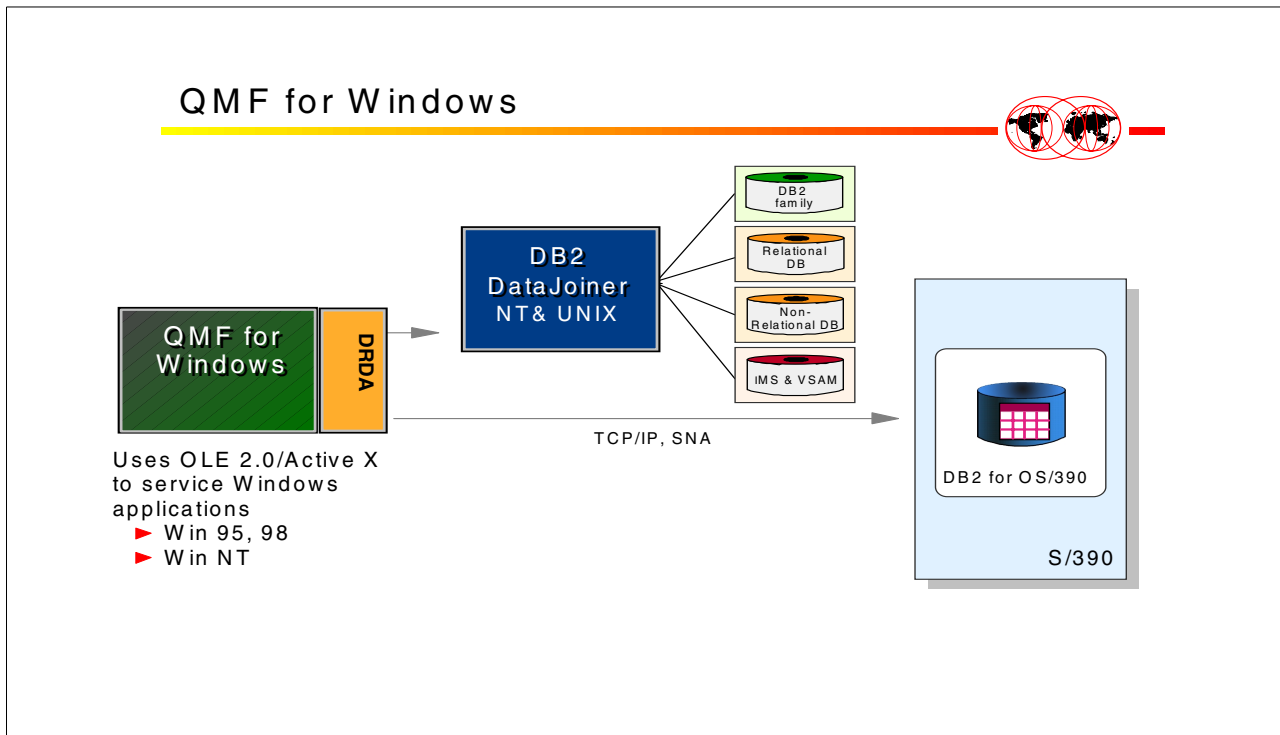 QMF for Windows
DB2
family
Relational
DB
Non-
Relational DB
IMS & VSAM
DB2
DataJoiner
NT& UNIX
QMF for
Windows
DRDA
TCP/IP, SNA
Uses OLE 2.0/Active X
to service Windows
applications
Win 95, 98
Win NT
DB2 for OS/390
S/390